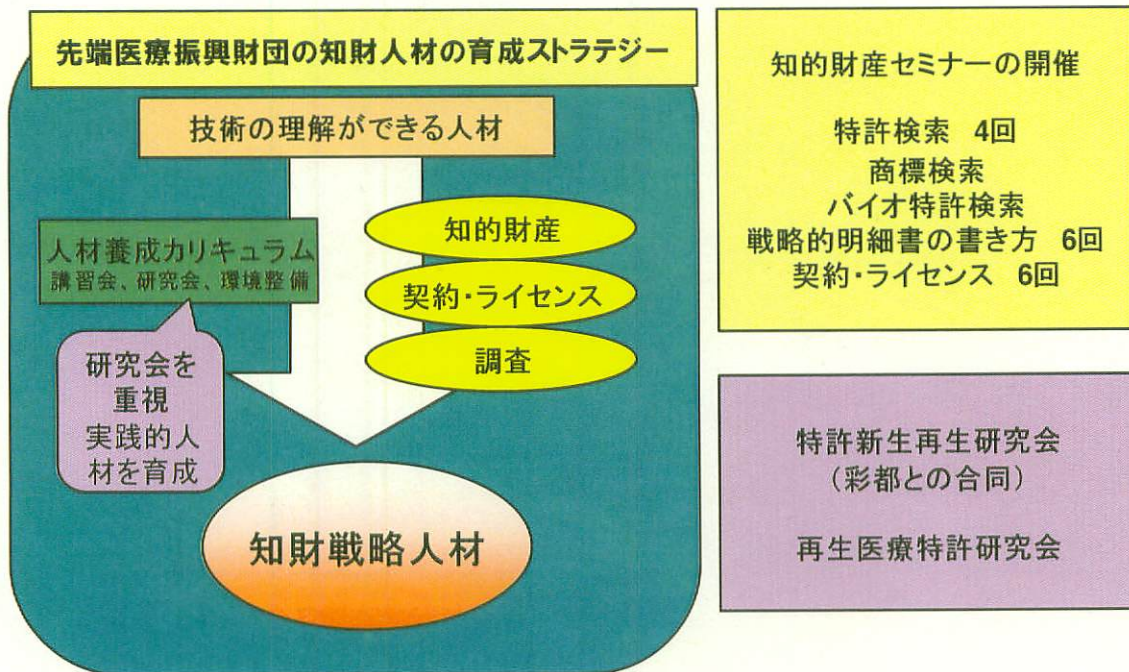 先端医療振興財団の知財人材の育成ストラテジー
技術の理解ができる人材
人材養成カリキュラム
講習会、研究会、環境整備
知的財産
契約・ライセンス
調査
研究会を
重視
実践的人
材を育成
知財戦略人材
知的財産セミナーの開催
特許検索 4回
商標検索
バイオ特許検索
戦略的明細書の書き方 6回
契約・ライセンス 6回
特許新生再生研究会
(彩都との合同)
再生医療特許研究会